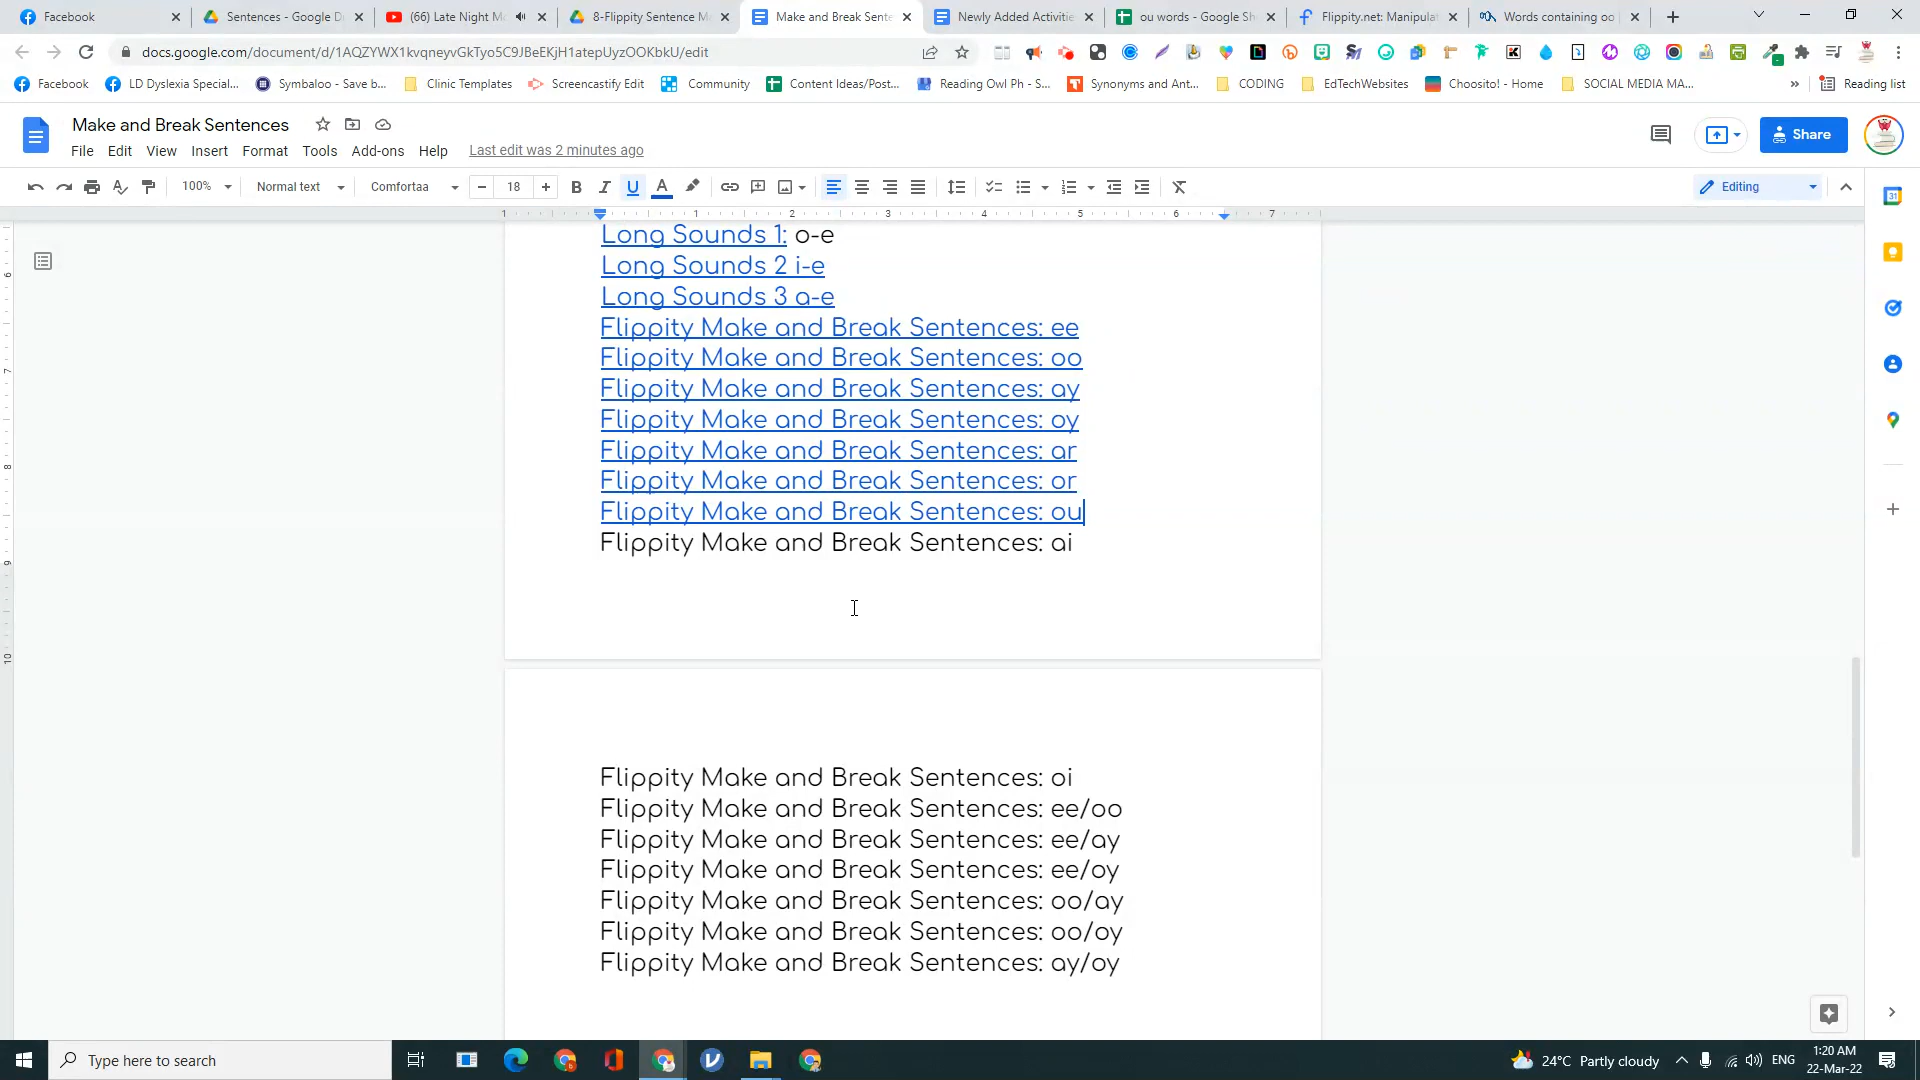 Facebook
Sentences - Google D
(66) Late Night M
8-Flippity Sentence M
Make and Break Sente
Newly Added Activitie
ou words - Google Sh
Flippity.net: Manipulat
Words containing oo
docs.google.com/document/d/1AQZYWX1kvqneyvGkTyo5C9JBeEKjH1atepUyzOOKbkU/edit
Facebook
LD Dyslexia Special...
Symbaloo - Save b...
Clinic Templates
Screencastify Edit
Community
Content Ideas/Post...
Reading Owl Ph - S...
Synonyms and Ant...
CODING
EdTechWebsites
Choosito! - Home
SOCIAL MEDIA MA...
Reading list
Make and Break Sentences
Share
File Edit View Insert Format Tools Add-ons Help Last edit was 2 minutes ago
100% Normal text Comfortaa 18 Editing
1 1 2 3 4 5 6 7
Long Sounds 1: o-e
Long Sounds 2 i-e
Long Sounds 3 a-e
Flippity Make and Break Sentences: ee
Flippity Make and Break Sentences: oo
Flippity Make and Break Sentences: ay
Flippity Make and Break Sentences: oy
Flippity Make and Break Sentences: ar
Flippity Make and Break Sentences: or
Flippity Make and Break Sentences: ou
Flippity Make and Break Sentences: ai
Flippity Make and Break Sentences: oi
Flippity Make and Break Sentences: ee/oo
Flippity Make and Break Sentences: ee/ay
Flippity Make and Break Sentences: ee/oy
Flippity Make and Break Sentences: oo/ay
Flippity Make and Break Sentences: oo/oy
Flippity Make and Break Sentences: ay/oy
Type here to search
24°C Partly cloudy
ENG
1:20 AM
22-Mar-22